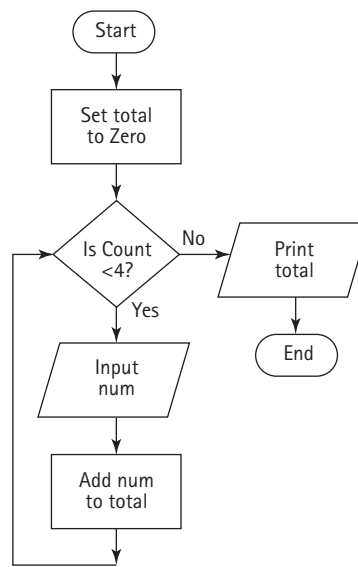 Start
Set total
to Zero
Is Count
<4?
No
Print
total
Yes
End
Input
num
Add num
to total